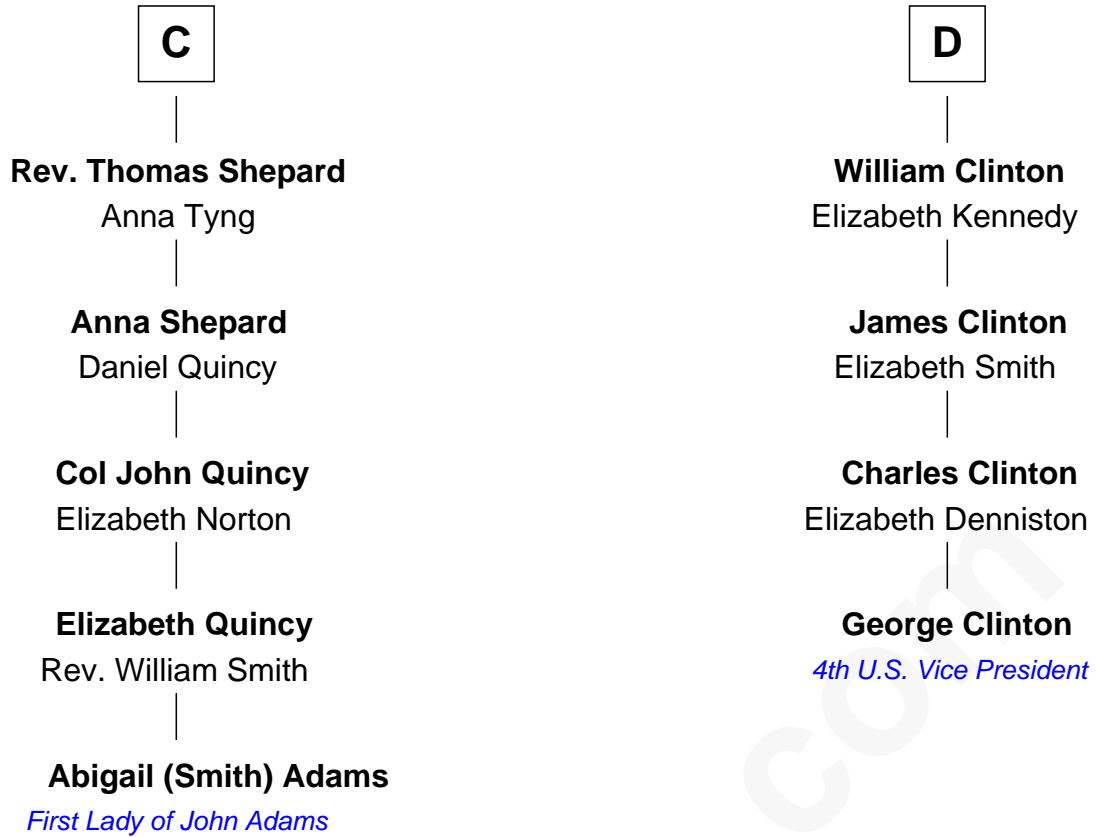 C
Rev. Thomas Shepard
Anna Tyng
Anna Shepard
Daniel Quincy
Col John Quincy
Elizabeth Norton
Elizabeth Quincy
Rev. William Smith
Abigail (Smith) Adams
First Lady of John Adams
D
William Clinton
Elizabeth Kennedy
James Clinton
Elizabeth Smith
Charles Clinton
Elizabeth Denniston
George Clinton
4th U.S. Vice President
com